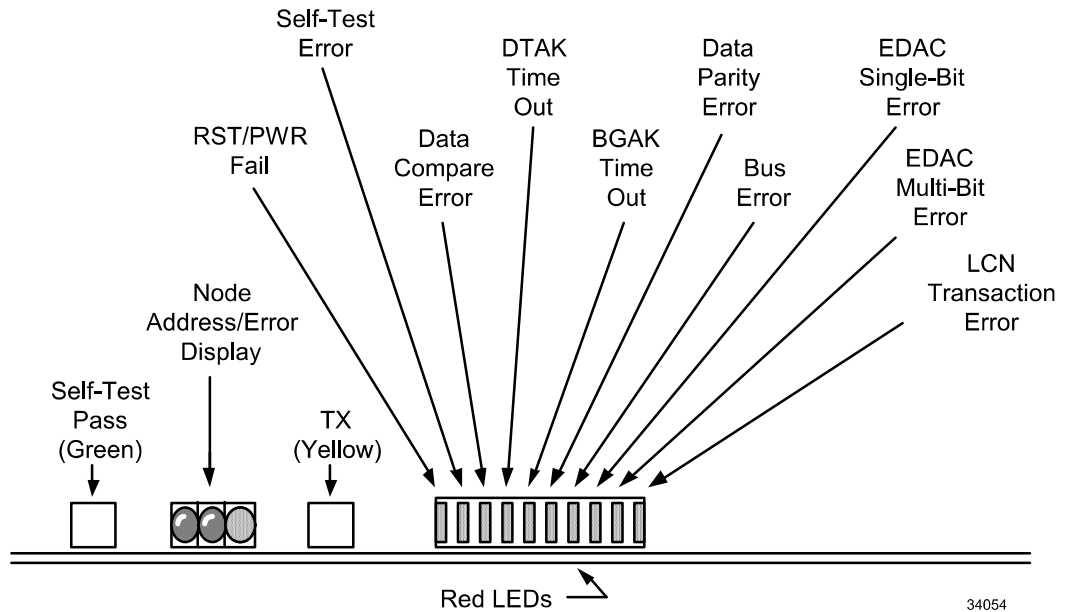 Self-Test
Error
DTAK
Time
Out
Data
Parity
Error
EDAC
Single-Bit
Error
RST/PWR
Fail
Data
Compare
Error
BGAK
Time
Out
Bus
Error
EDAC
Multi-Bit
Error
LCN
Transaction
Error
Node
Address/Error
Display
Self-Test
Pass
(Green)
TX
(Yellow)
Red LEDs
34054